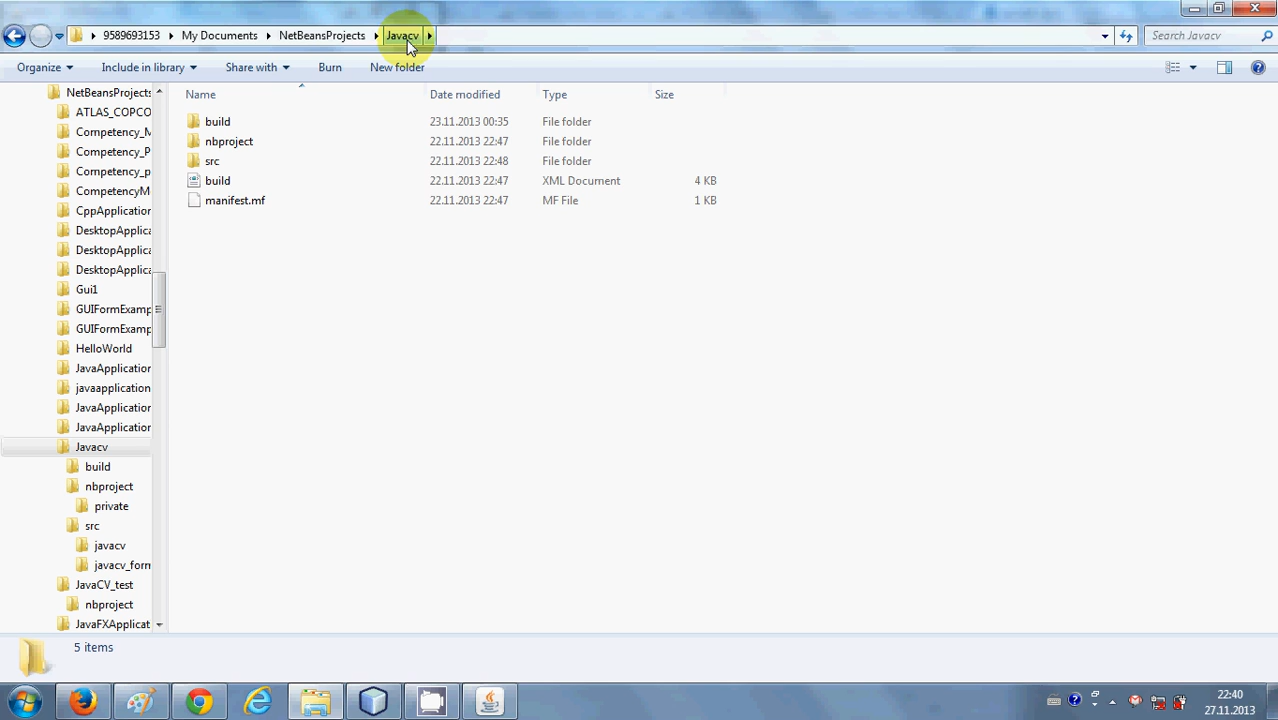 9589693153 My Documents NetBeansProjects Javacv Search Javacv
Organize Include in library Share with Burn New folder
Name Date modified Type Size
build 23.11.2013 00:35 File folder
nbproject 22.11.2013 22:47 File folder
src 22.11.2013 22:48 File folder
build 22.11.2013 22:47 XML Document 4 KB
manifest.mf 22.11.2013 22:47 MF File 1 KB
NetBeansProjects
ATLAS_COPCO
Competency_M
Competency_P
Competency_p
CompetencyM
CppApplication
DesktopApplica
DesktopApplica
DesktopApplica
Gui1
GUIFormExamp
GUIFormExamp
HelloWorld
JavaApplication
javaapplication
JavaApplication
JavaApplication
Javacv
build
nbproject
private
src
javacv
javacv_form
JavaCV_test
nbproject
JavaFXApplicat
5 items
22:40
27.11.2013